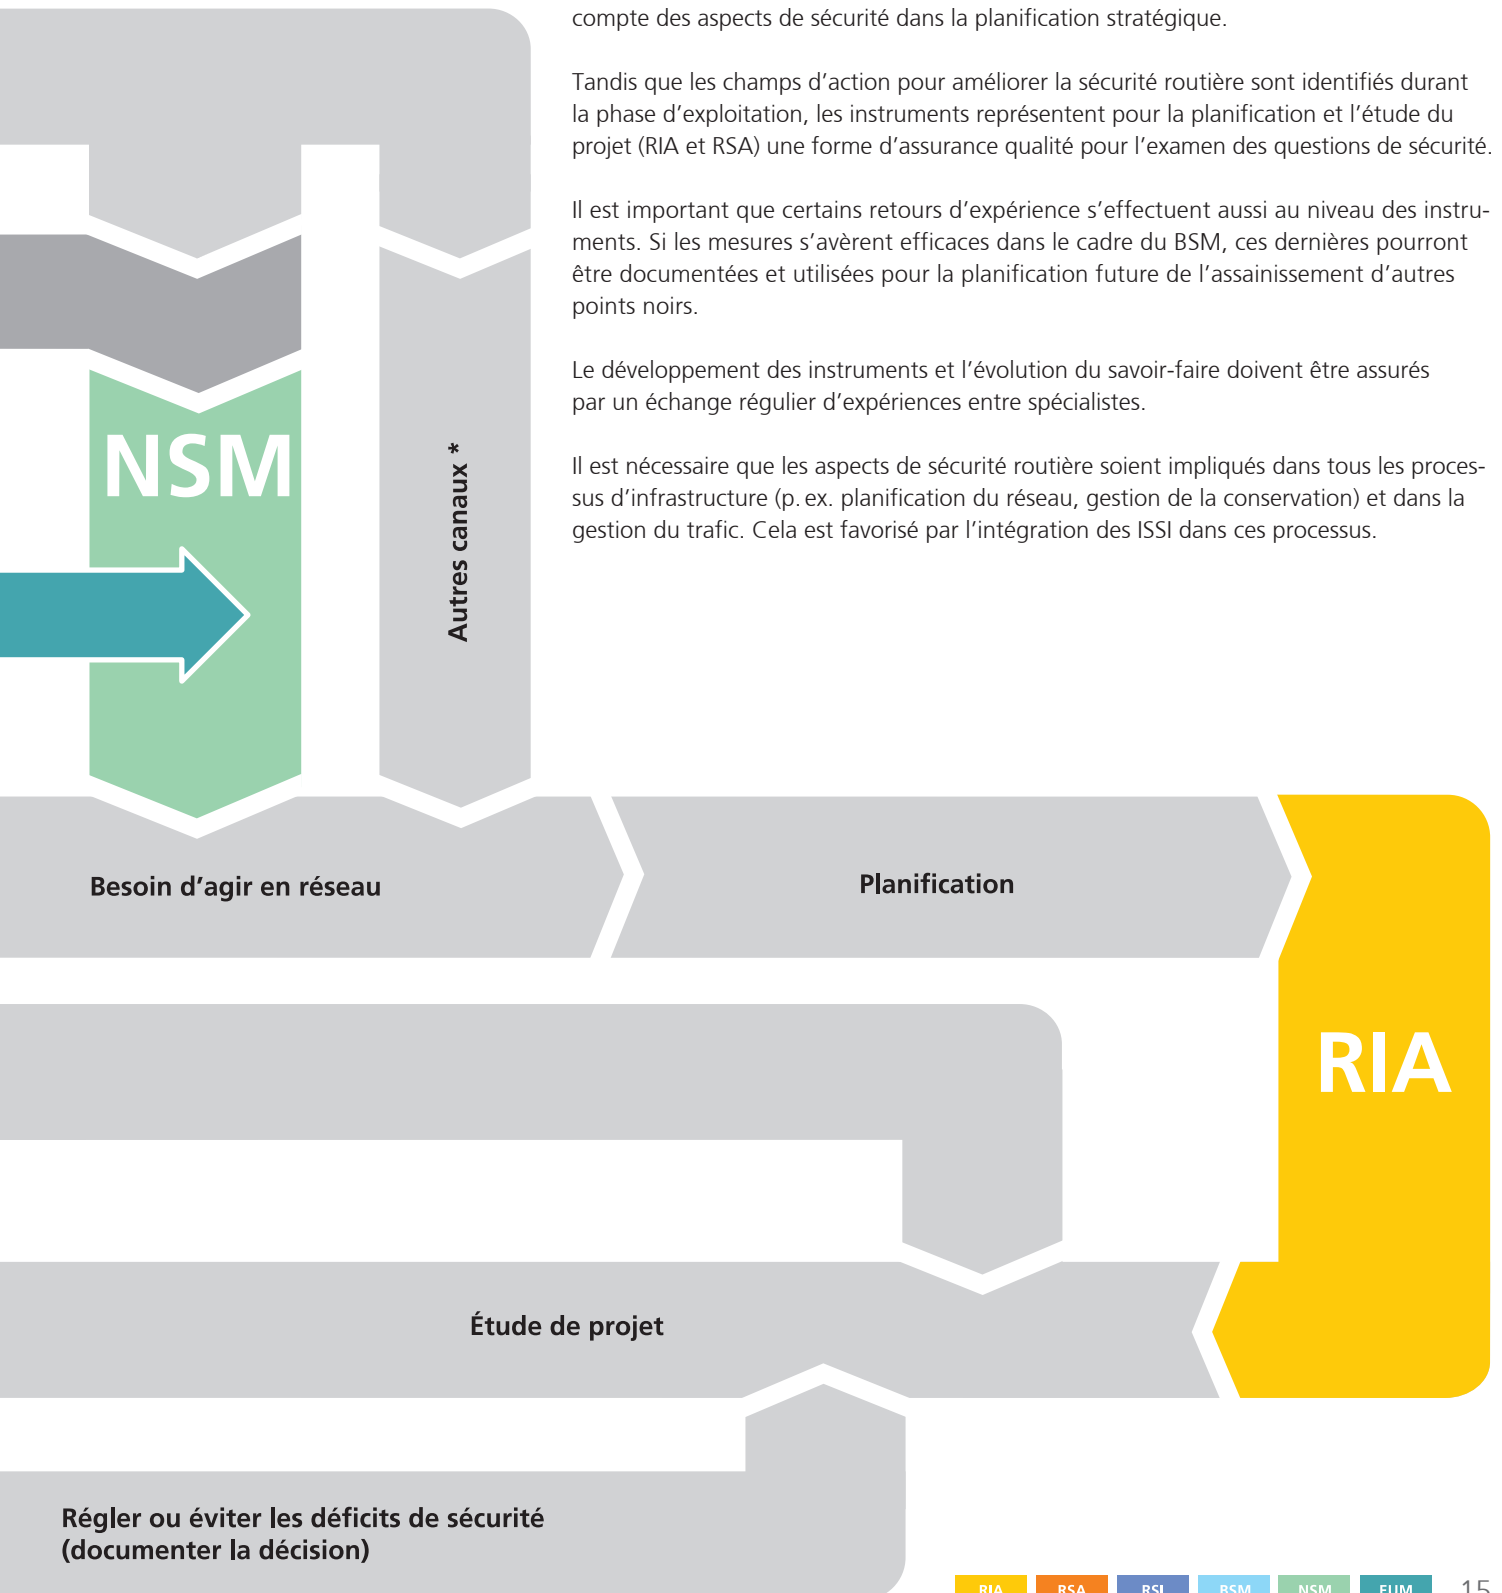 compte des aspects de sécurité dans la planification stratégique.
Tandis que les champs d’action pour améliorer la sécurité routière sont identifiés durant
la phase d’exploitation, les instruments représentent pour la planification et l’étude du
projet (RIA et RSA) une forme d’assurance qualité pour l’examen des questions de sécurité.
Il est important que certains retours d’expérience s’effectuent aussi au niveau des instru-
ments. Si les mesures s’avèrent efficaces dans le cadre du BSM, ces dernières pourront
être documentées et utilisées pour la planification future de l’assainissement d’autres
points noirs.
Le développement des instruments et l’évolution du savoir-faire doivent être assurés
par un échange régulier d’expériences entre spécialistes.
Il est nécessaire que les aspects de sécurité routière soient impliqués dans tous les proces-
sus d’infrastructure (p. ex. planification du réseau, gestion de la conservation) et dans la
gestion du trafic. Cela est favorisé par l’intégration des ISSI dans ces processus.
NSM
Autres canaux *
Besoin d’agir en réseau
Planification
RIA
Étude de projet
Régler ou éviter les déficits de sécurité
(documenter la décision)
RIA RSA RSI BSM NSM EUM 15